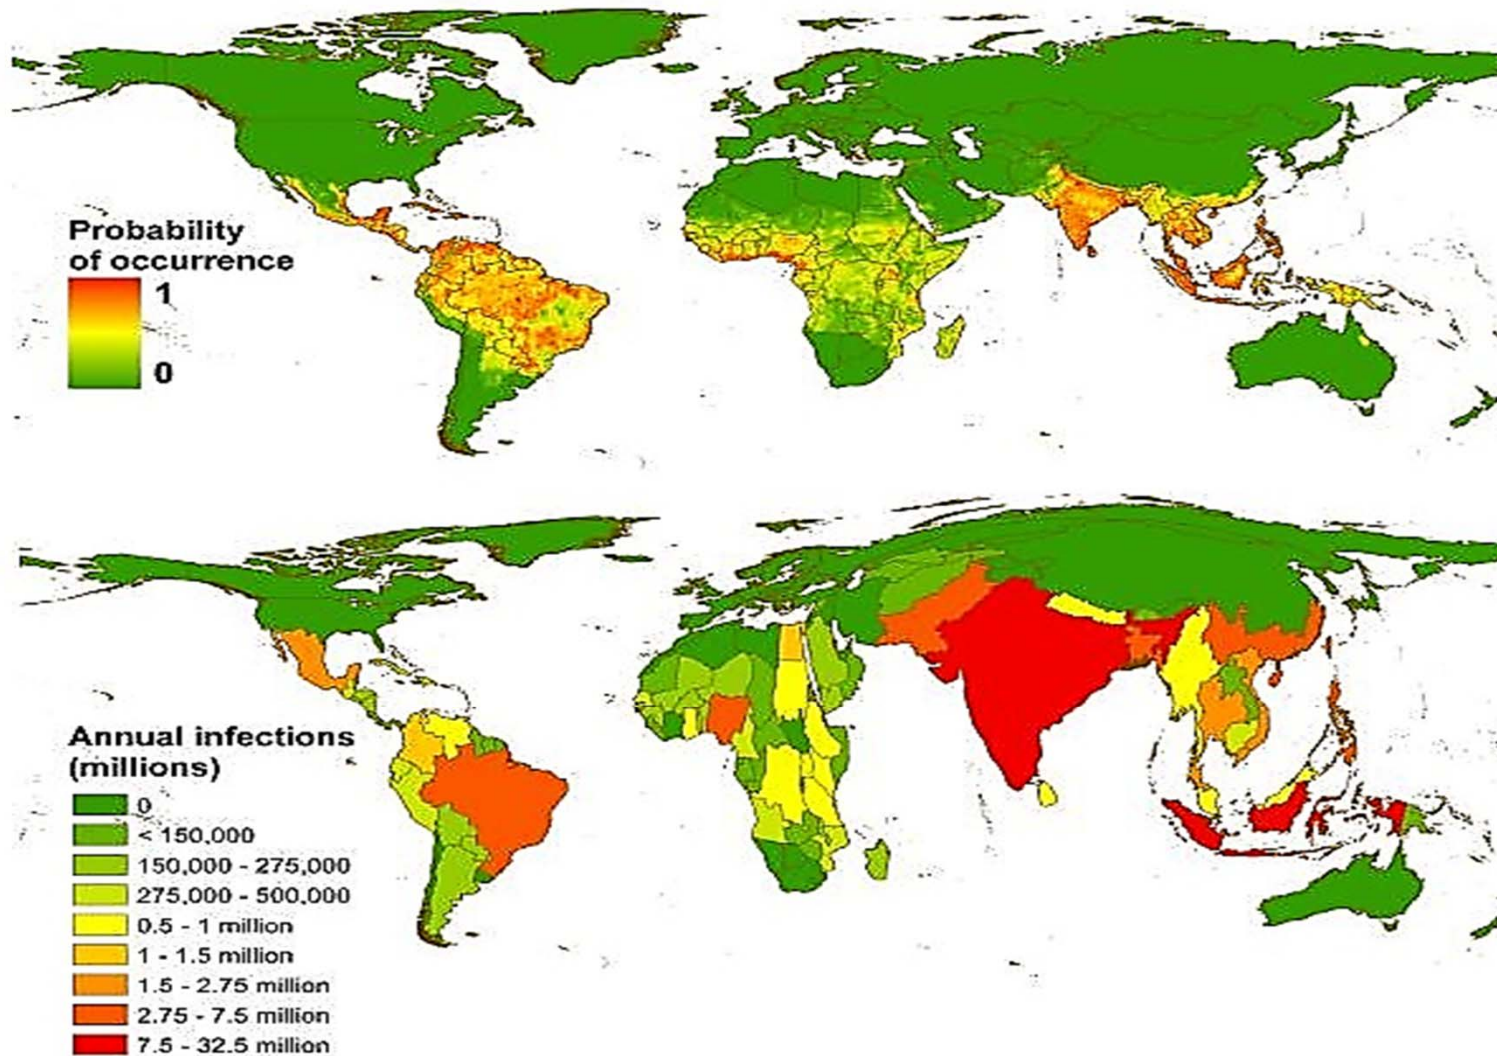 Probability
of occurrence
1
0
Annual infections
(millions)
0
< 150,000
150,000 - 275,000
275,000 - 500,000
0.5 - 1 million
1 - 1.5 million
1.5 - 2.75 million
2.75 - 7.5 million
7.5 - 32.5 million